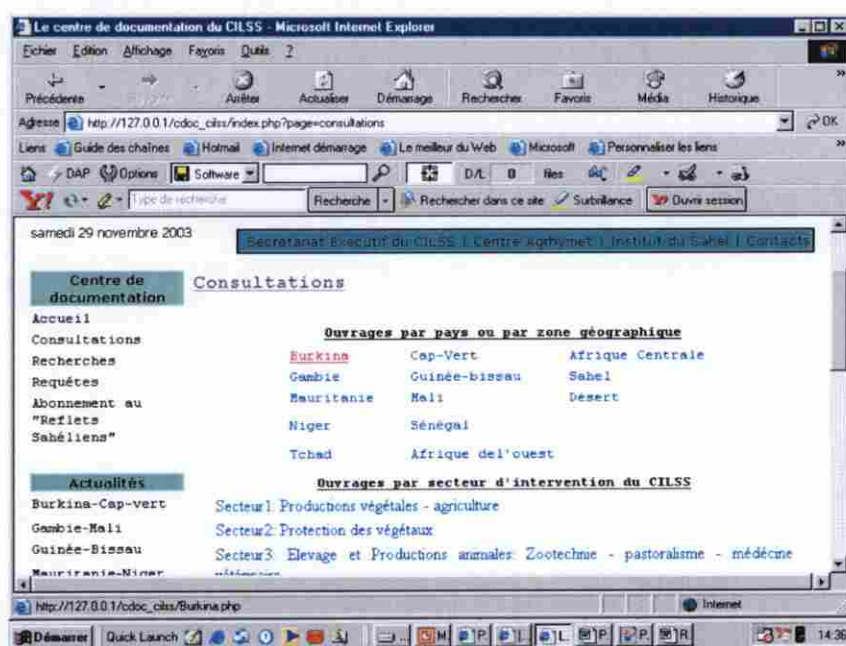 Le centre de documentation du CILSS - Microsoft Internet Explorer
Fichier Edition Affichage Favoris Outils ?
Précédente Arrêter Actualiser Démarrage Rechercher Favoris Média Historique
Adresse http://127.0.0.1/cdoc_cilss/index.php?page=consultations OK
Liens Guide des chaînes Hotmail Internet démarrage Le meilleur du Web Microsoft Personnaliser les liens
DAP Options Software D/L 0 files
Y! Type de recherche Recherche Rechercher dans ce site Surbrillance Ouvrir session
samedi 29 novembre 2003
Secretariat Executif du CILSS | Centre Agrhymet | Institut du Sahel | Contacts
Centre de
documentation
Accueil
Consultations
Recherches
Requêtes
Abonnement au
"Reflets
Sahéliens"
Actualités
Burkina-Cap-vert
Gambie-Mali
Guinée-Bissau
Mauritanie-Niger
Consultations
Ouvrages par pays ou par zone géographique
Burkina Cap-Vert Afrique Centrale
Gambie Guinée-bissau Sahel
Mauritanie Mali Désert
Niger Sénégal
Tchad Afrique del'ouest
Ouvrages par secteur d'intervention du CILSS
Secteur1: Productions végétales - agriculture
Secteur2: Protection des végétaux
Secteur3: Elevage et Productions animales: Zootechnie - pastoralisme - médécine
http://127.0.0.1/cdoc_cilss/Burkina.php Internet
Démarrer Quick Launch M P L P P R 14:36